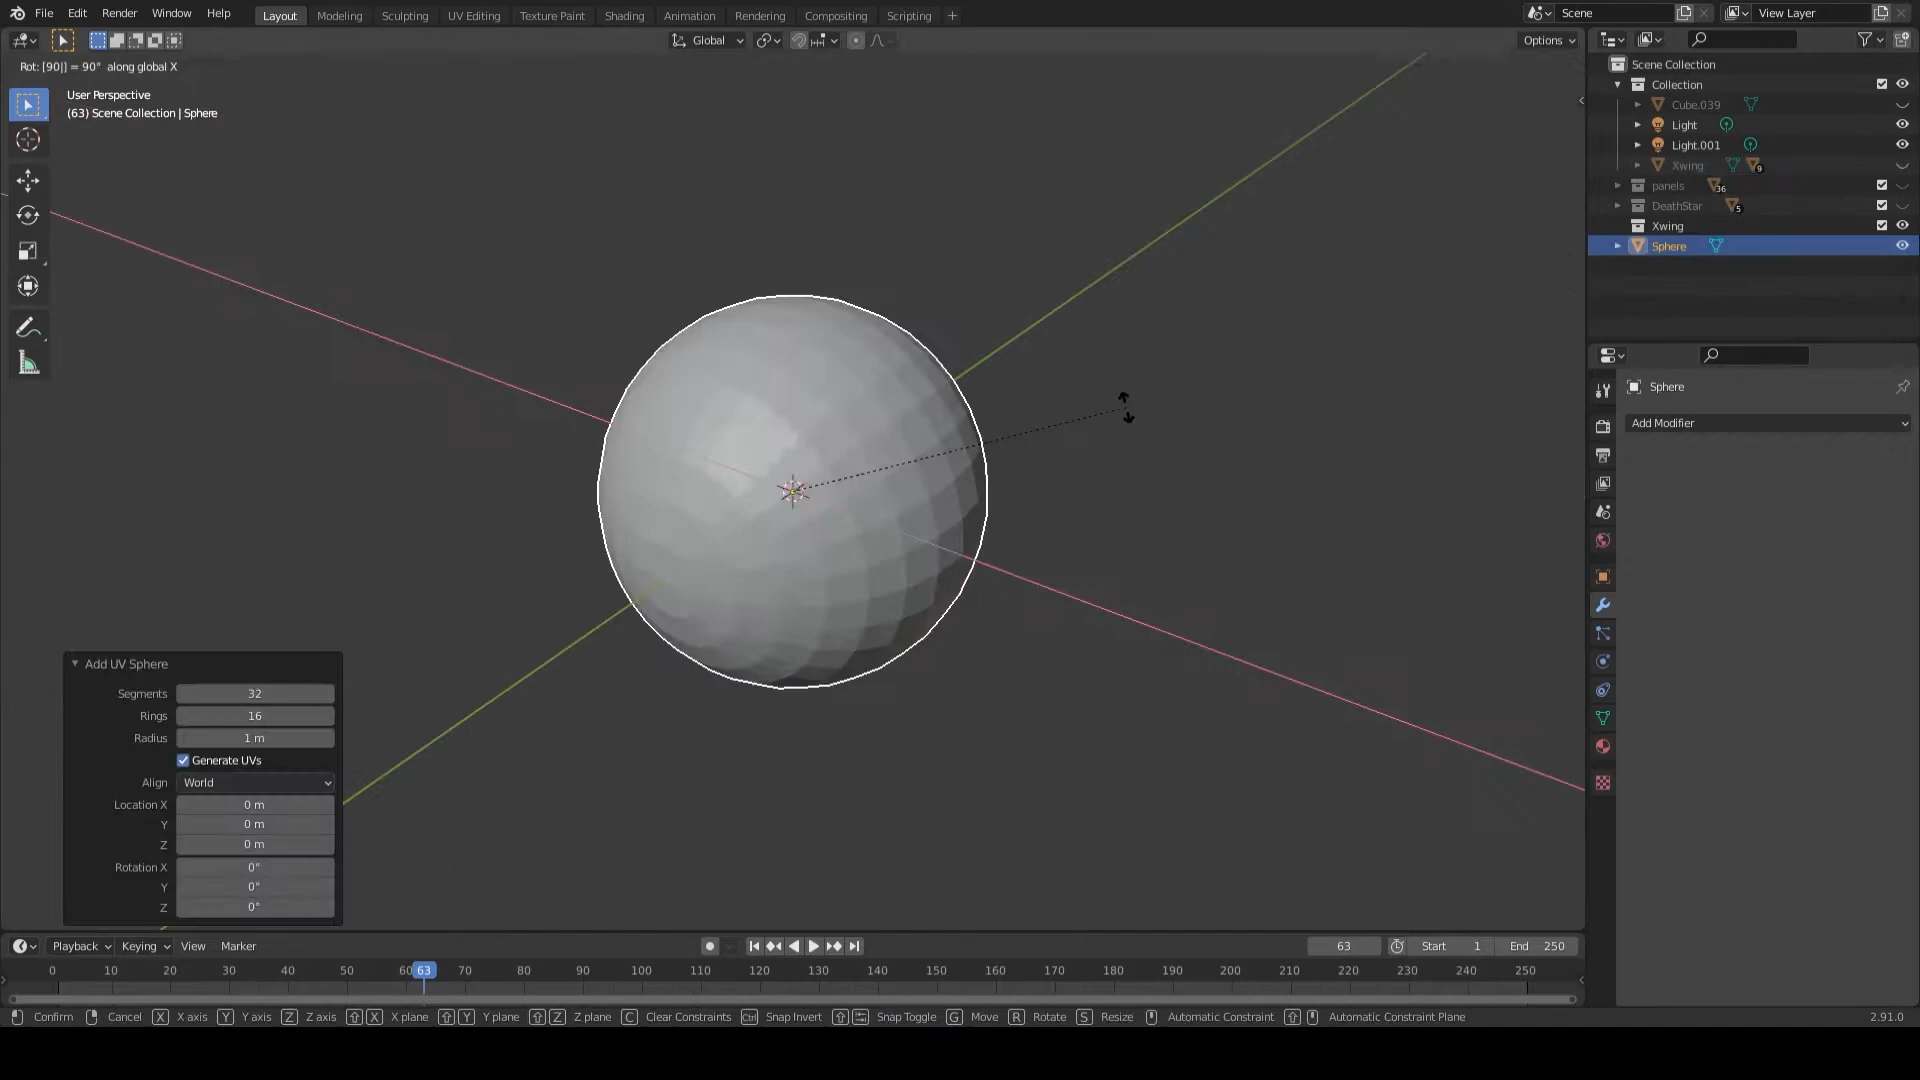 File Edit Render Window Help Layout Modeling Sculpting UV Editing Texture Paint Shading Animation Rendering Compositing Scripting + Scene View Layer
Global Options
Rot: [90|] = 90° along global X
User Perspective
(63) Scene Collection | Sphere
Scene Collection
Collection
Cube.039
Light
Light.001
Xwing 9
panels 36
DeathStar 5
Xwing
Sphere
Sphere
Add Modifier
Add UV Sphere
Segments 32
Rings 16
Radius 1 m
Generate UVs
Align World
Location X 0 m
Y 0 m
Z 0 m
Rotation X 0°
Y 0°
Z 0°
Playback Keying View Marker 63 Start 1 End 250
0 10 20 30 40 50 60 63 70 80 90 100 110 120 130 140 150 160 170 180 190 200 210 220 230 240 250
Confirm Cancel X X axis Y Y axis Z Z axis X X plane Y Y plane Z Z plane C Clear Constraints Ctrl Snap Invert Snap Toggle G Move R Rotate S Resize Automatic Constraint Automatic Constraint Plane 2.91.0